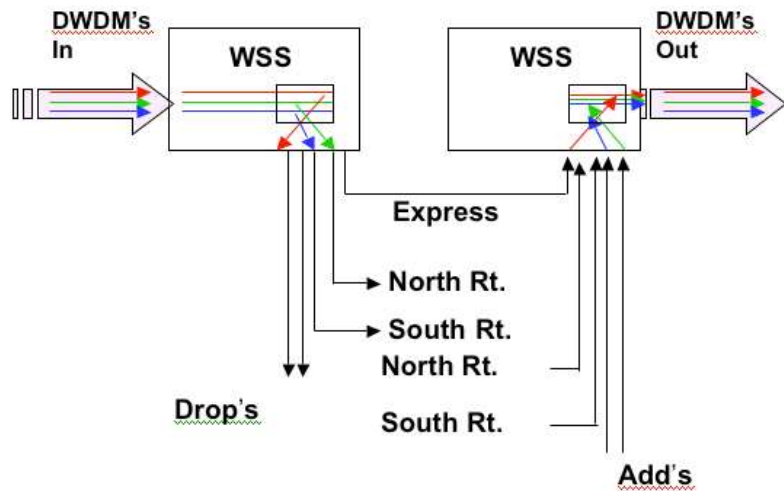 DWDM's
In
WSS
WSS
DWDM's
Out
Express
North Rt.
South Rt.
North Rt.
Drop's
South Rt.
Add's